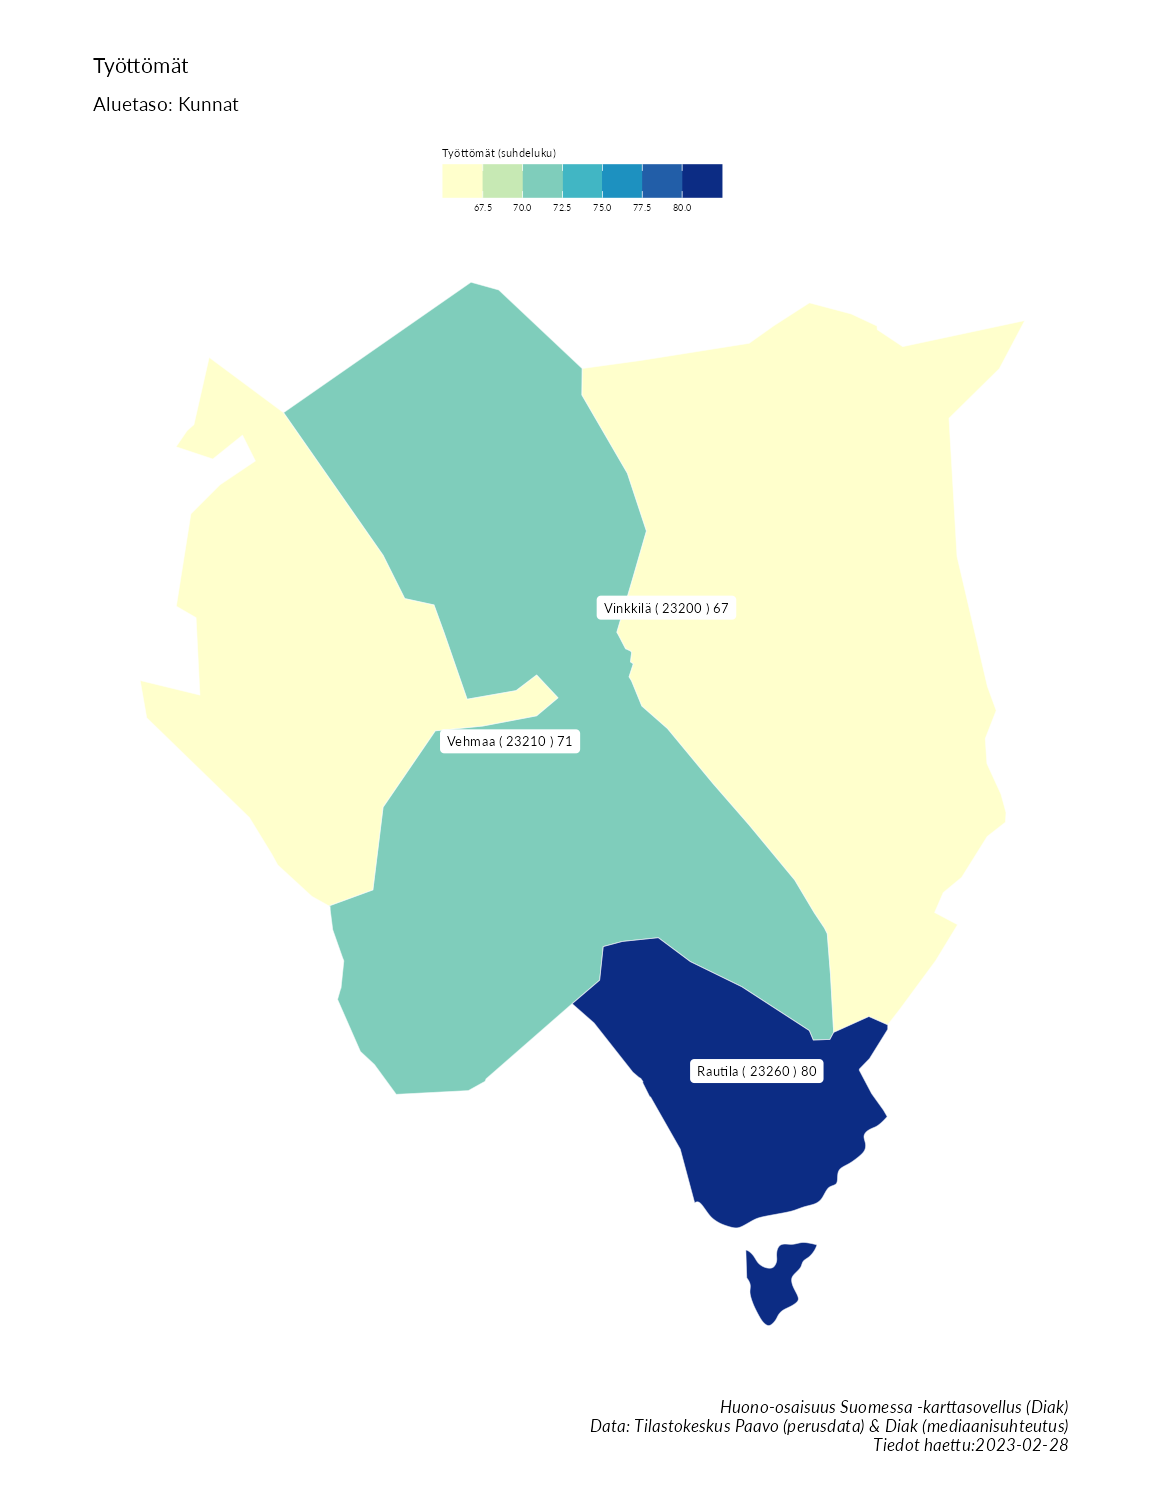 Työttömät
Aluetaso: Kunnat
Työttömät (suhdeluku)
67.5 70.0 72.5 75.0 77.5 80.0
Vinkkilä ( 23200 ) 67
Vehmaa ( 23210 ) 71
Rautila ( 23260 ) 80
Huono-osaisuus Suomessa -karttasovellus (Diak)
Data: Tilastokeskus Paavo (perusdata) & Diak (mediaanisuhteutus)
Tiedot haettu:2023-02-28